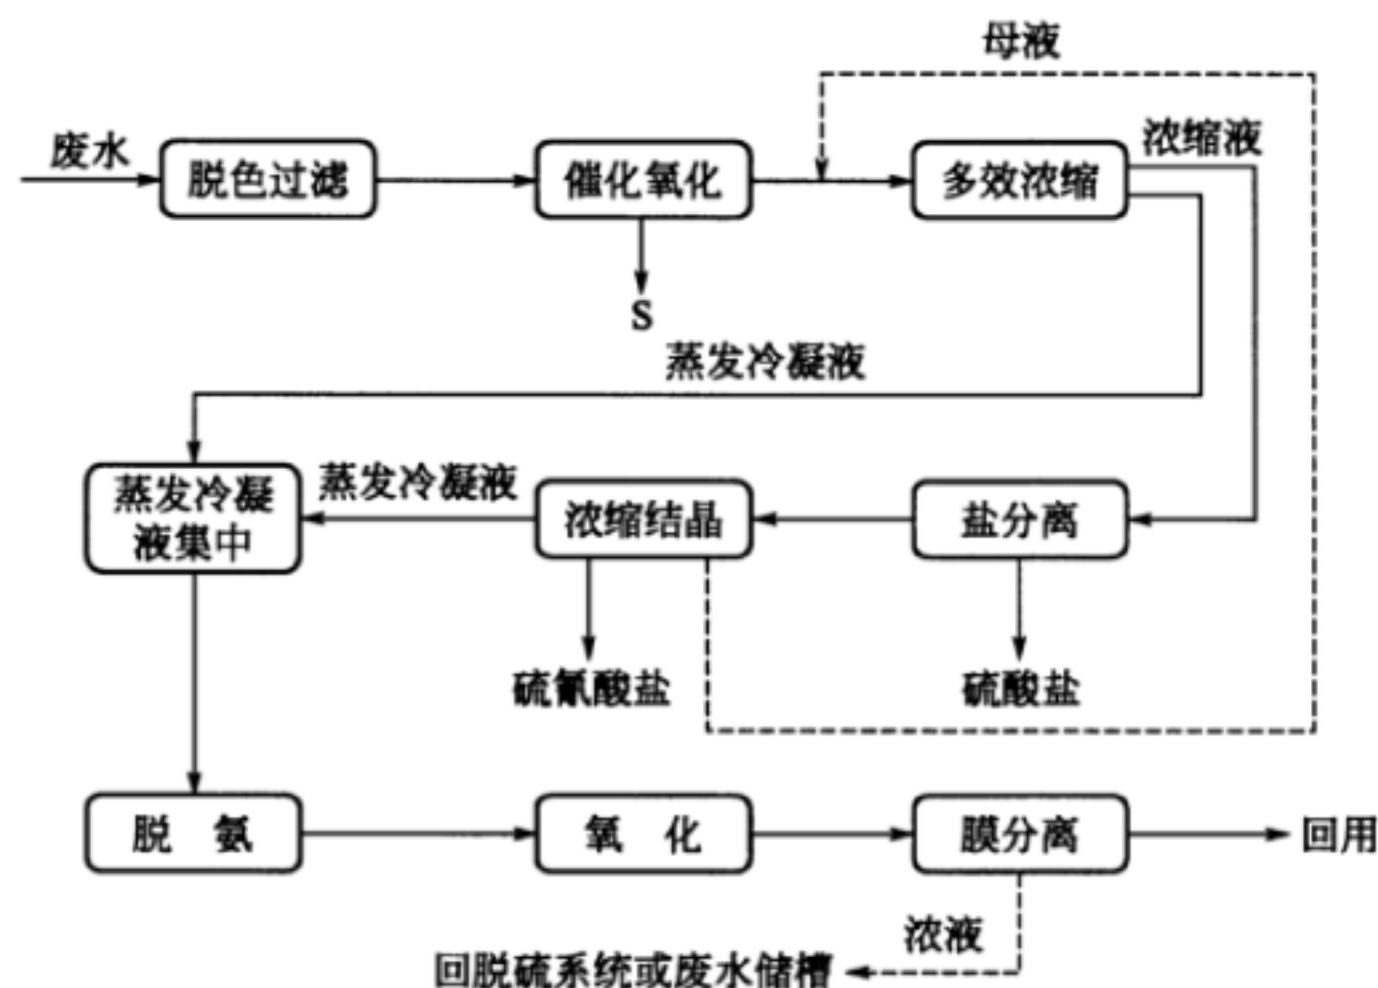 母液
废水
脱色过滤
催化氧化
多效浓缩
浓缩液
S
蒸发冷凝液
蒸发冷凝
液集中
蒸发冷凝液
浓缩结晶
盐分离
硫氰酸盐
硫酸盐
脱 氨
氧 化
膜分离
回用
浓液
回脱硫系统或废水储槽